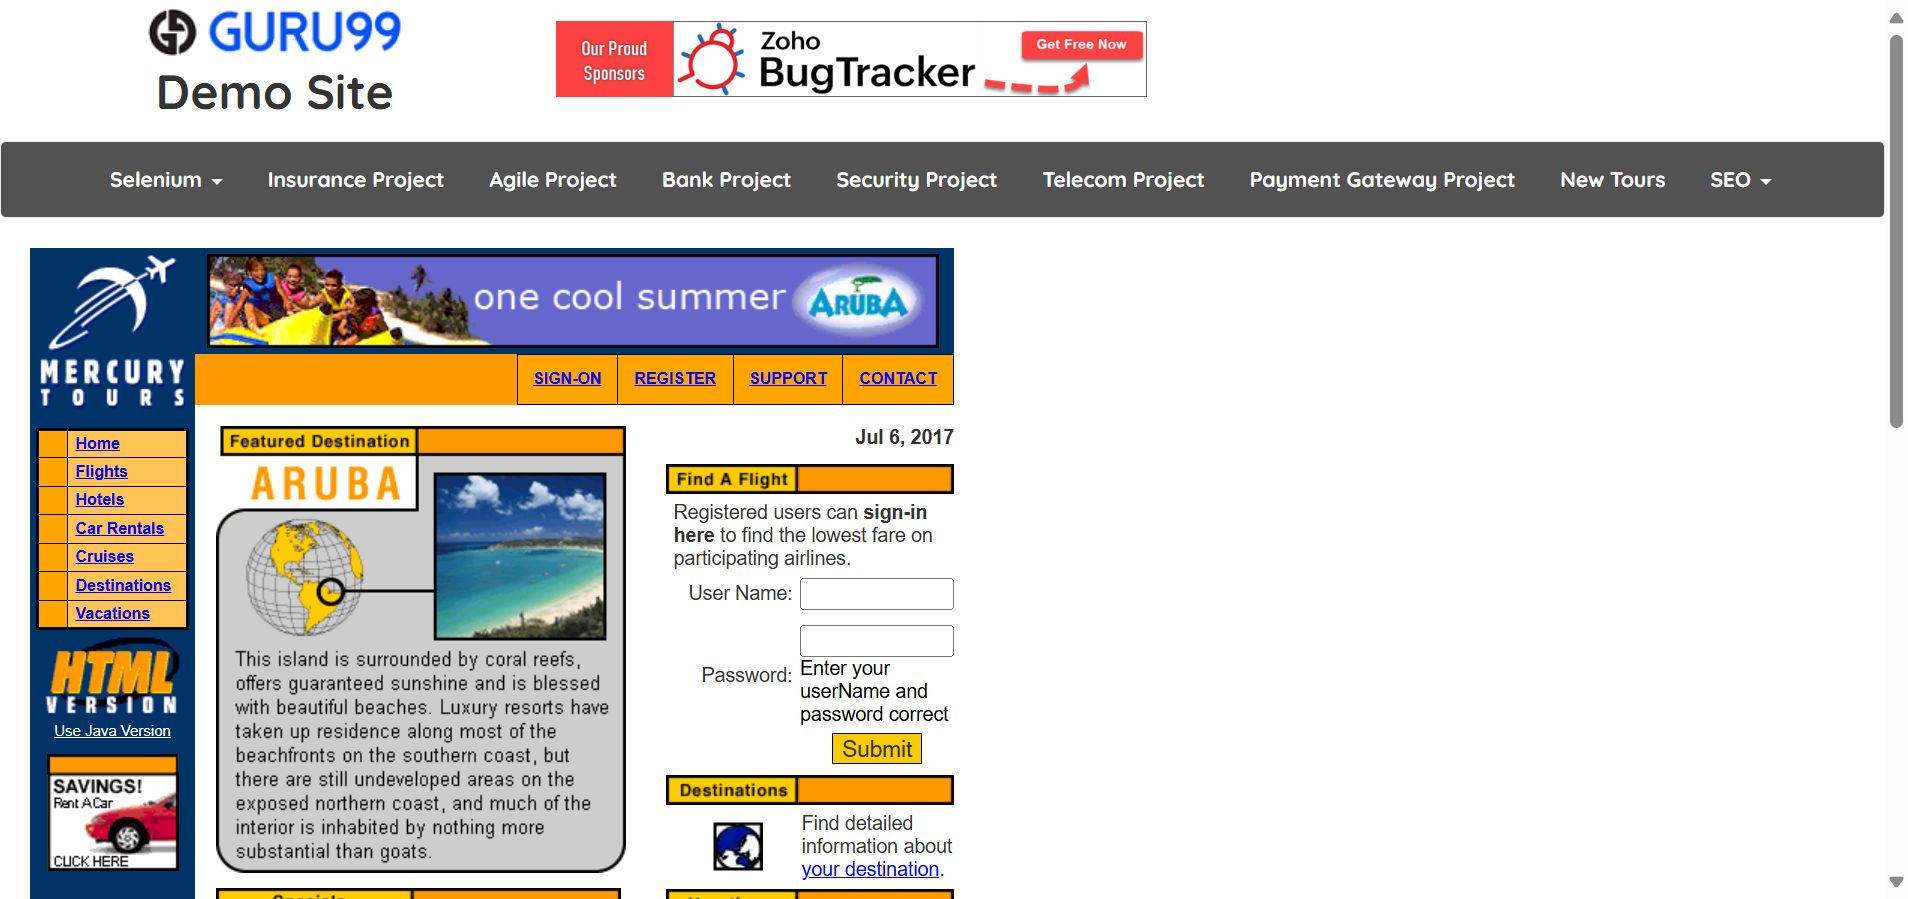 GURU99
Demo Site
Our Proud
Sponsors
Zoho
BugTracker
Get Free Now
Selenium Insurance Project Agile Project Bank Project Security Project Telecom Project Payment Gateway Project New Tours SEO
one cool summer ARUBA
MERCURY
TOURS
SIGN-ON REGISTER SUPPORT CONTACT
Home
Flights
Hotels
Car Rentals
Cruises
Destinations
Vacations
HTML
VERSION
Use Java Version
SAVINGS!
Rent A Car
CLICK HERE
Featured Destination
ARUBA
This island is surrounded by coral reefs,
offers guaranteed sunshine and is blessed
with beautiful beaches. Luxury resorts have
taken up residence along most of the
beachfronts on the southern coast, but
there are still undeveloped areas on the
exposed northern coast, and much of the
interior is inhabited by nothing more
substantial than goats.
Specials
Jul 6, 2017
Find A Flight
Registered users can sign-in
here to find the lowest fare on
participating airlines.
User Name:
Password:
Enter your
userName and
password correct
Submit
Destinations
Find detailed
information about
your destination.